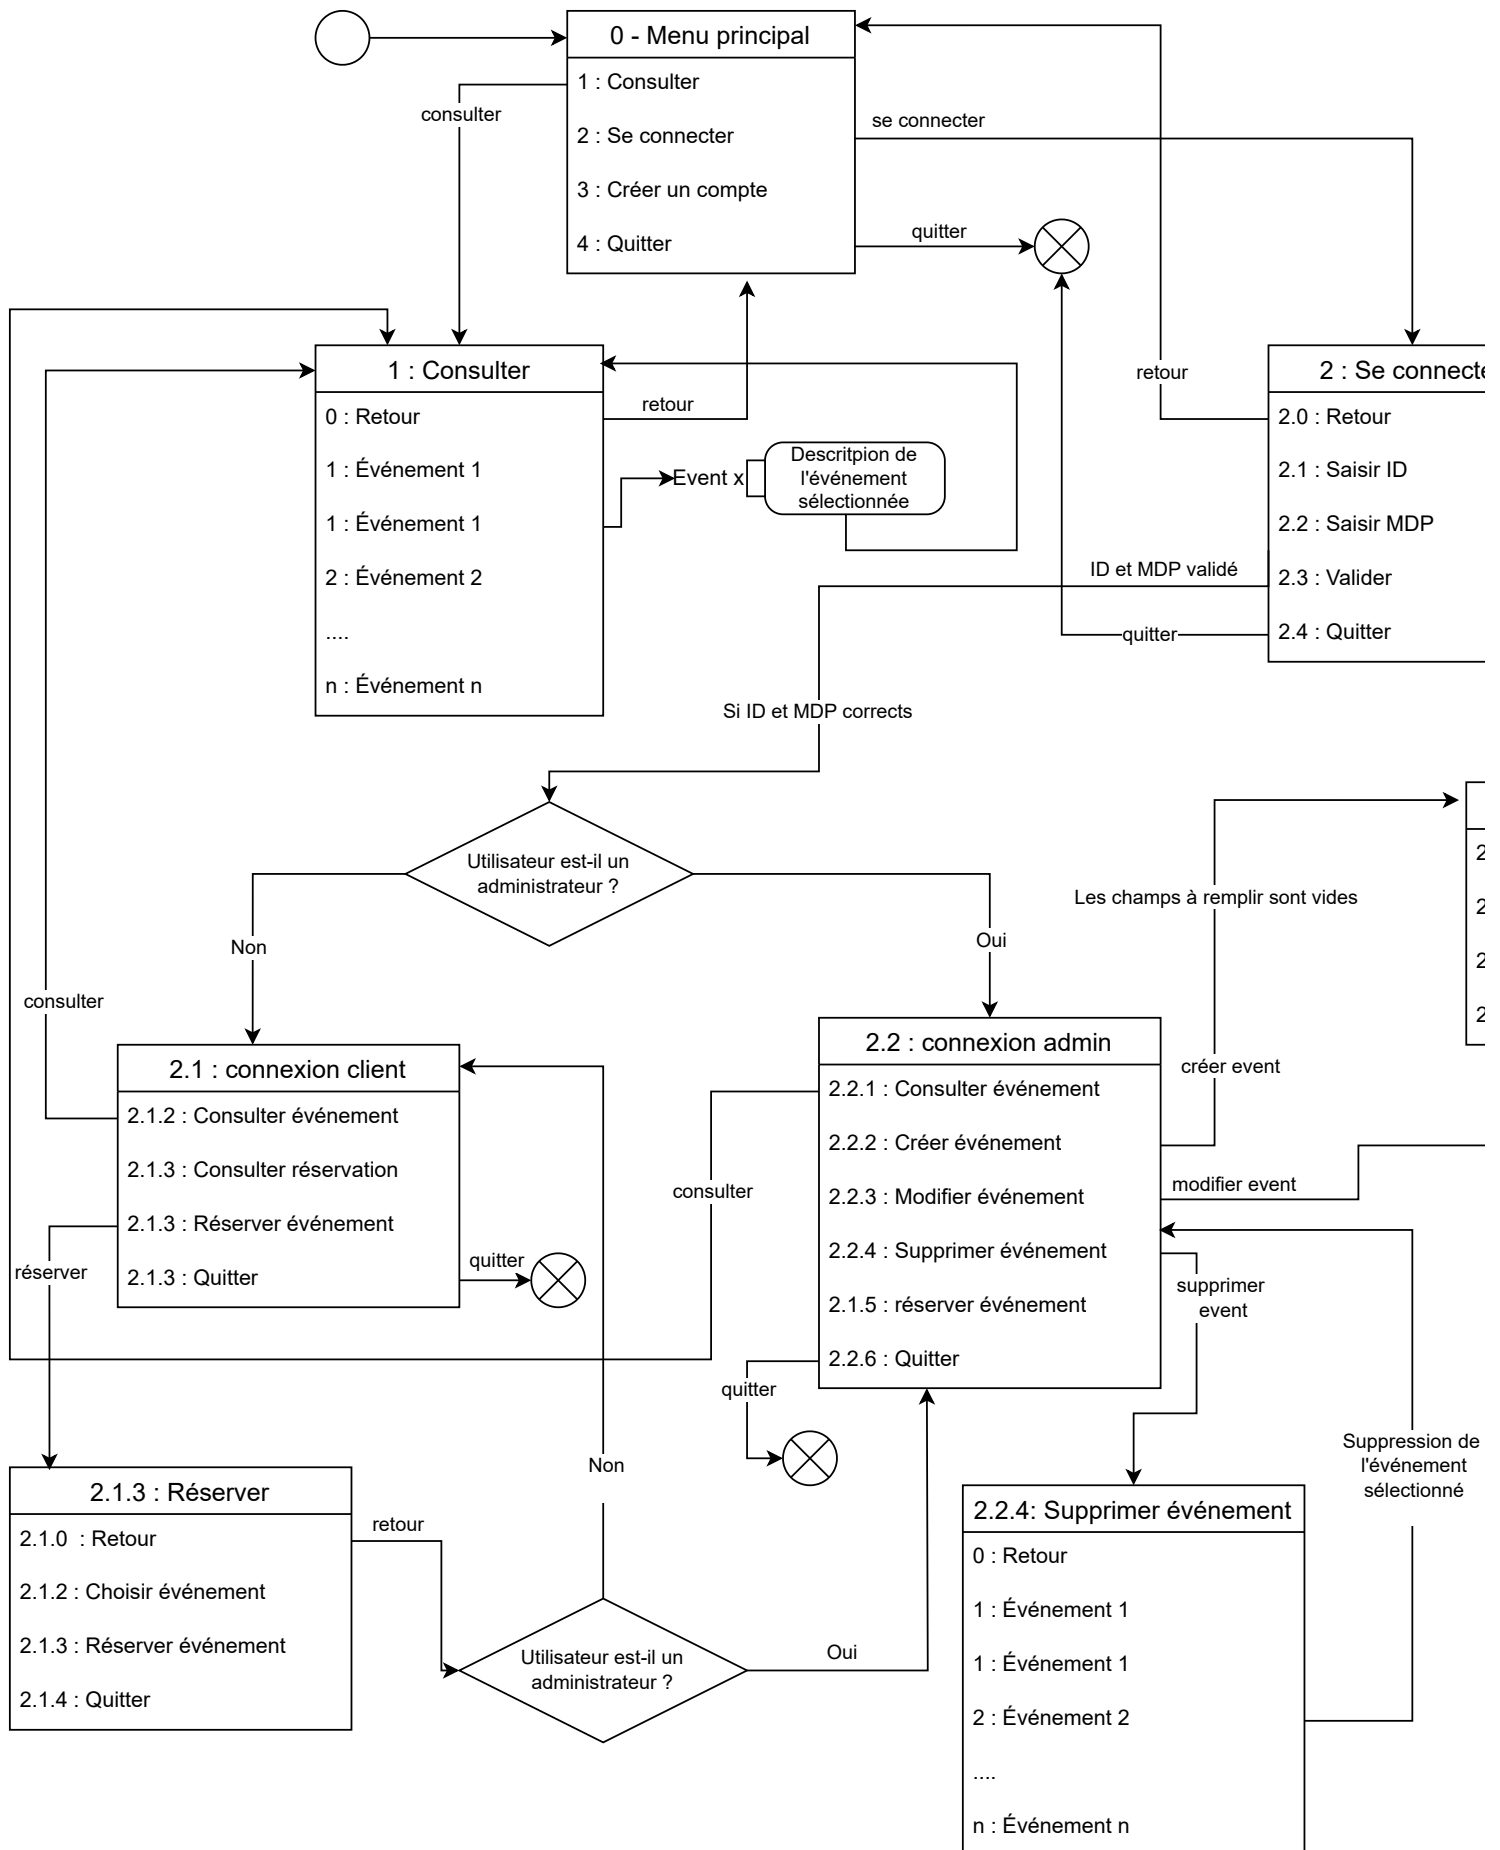 0 - Menu principal
1 : Consulter
2 : Se connecter
3 : Créer un compte
4 : Quitter
consulter
se connecter
quitter
retour
1 : Consulter
0 : Retour
1 : Événement 1
1 : Événement 1
2 : Événement 2
....
n : Événement n
retour
Event x
Descritpion de
l'événement
sélectionnée
2 : Se connecte
2.0 : Retour
2.1 : Saisir ID
2.2 : Saisir MDP
2.3 : Valider
2.4 : Quitter
ID et MDP validé
quitter
Si ID et MDP corrects
Utilisateur est-il un
administrateur ?
Non
Oui
consulter
Les champs à remplir sont vides
2
2
2
2
créer event
2.1 : connexion client
2.1.2 : Consulter événement
2.1.3 : Consulter réservation
2.1.3 : Réserver événement
2.1.3 : Quitter
quitter
réserver
consulter
2.2 : connexion admin
2.2.1 : Consulter événement
2.2.2 : Créer événement
2.2.3 : Modifier événement
2.2.4 : Supprimer événement
2.1.5 : réserver événement
2.2.6 : Quitter
modifier event
supprimer
event
quitter
Suppression de
l'événement
sélectionné
2.1.3 : Réserver
2.1.0  : Retour
2.1.2 : Choisir événement
2.1.3 : Réserver événement
2.1.4 : Quitter
retour
Non
Utilisateur est-il un
administrateur ?
Oui
2.2.4: Supprimer événement
0 : Retour
1 : Événement 1
1 : Événement 1
2 : Événement 2
....
n : Événement n